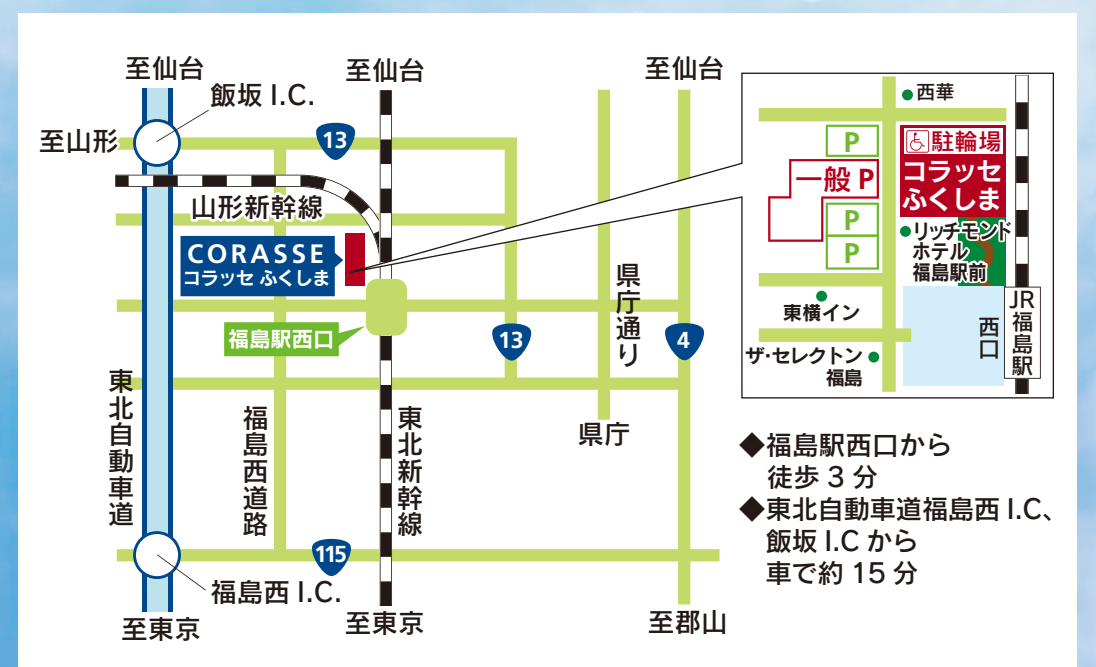 至仙台
至仙台
至仙台
飯坂 I.C.
至山形
13
山形新幹線
CORASSE
コラッセ ふくしま
福島駅西口
13
県庁通り
4
東北自動車道
福島西道路
東北新幹線
県庁
115
福島西 I.C.
至東京
至東京
至郡山
西華
P
駐輪場
一般 P
コラッセ
ふくしま
P
P
リッチモンド
ホテル
福島駅前
東横イン
西口
JR福島駅
ザ・セレクトン
福島
◆福島駅西口から
徒歩 3 分
◆東北自動車道福島西 I.C、
飯坂 I.C から
車で約 15 分